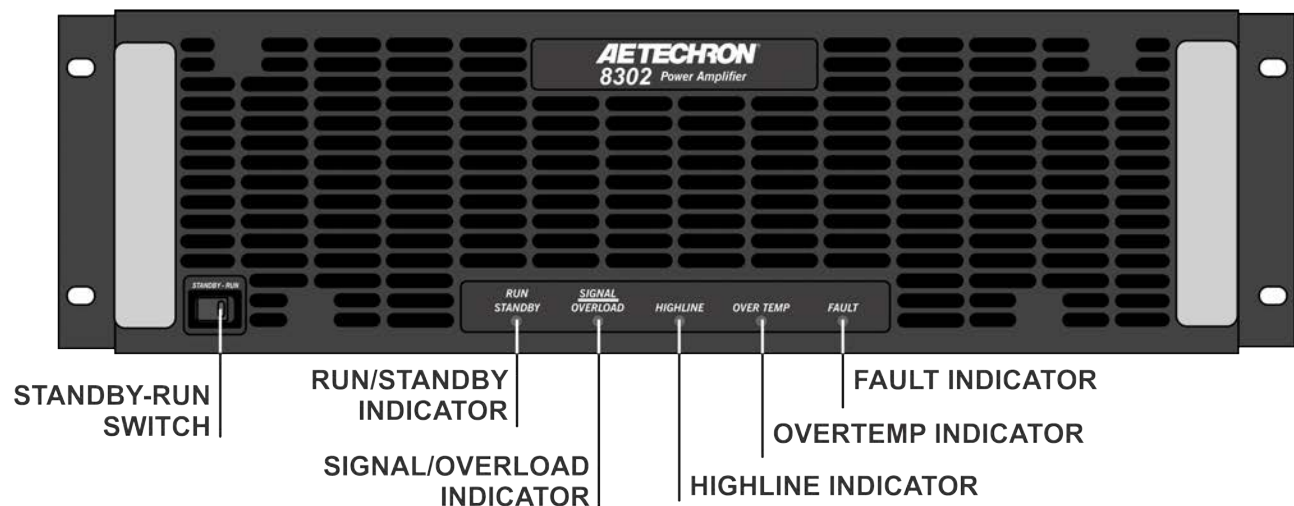 AE TECHRON
8302 Power Amplifier
STANDBY - RUN
RUN
STANDBY
SIGNAL
OVERLOAD
HIGHLINE
OVER TEMP
FAULT
STANDBY-RUN
SWITCH
RUN/STANDBY
INDICATOR
SIGNAL/OVERLOAD
INDICATOR
HIGHLINE INDICATOR
OVERTEMP INDICATOR
FAULT INDICATOR